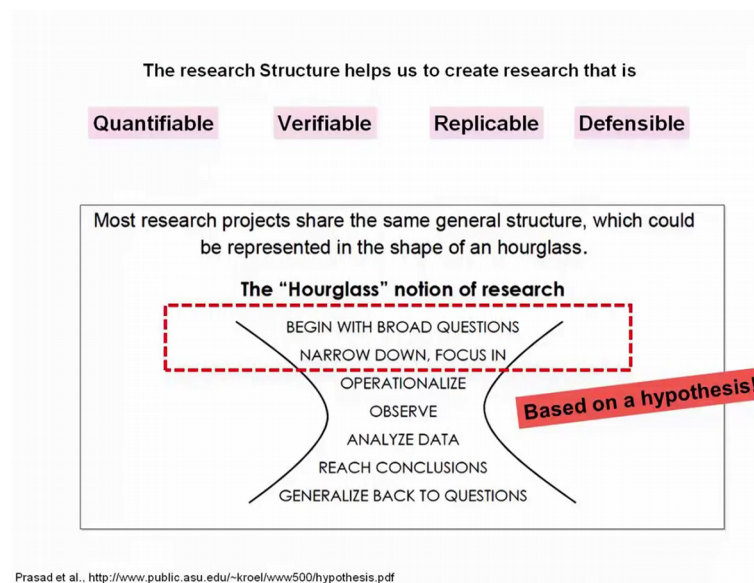 The research Structure helps us to create research that is
Quantifiable Verifiable Replicable Defensible
Most research projects share the same general structure, which could
be represented in the shape of an hourglass.
The “Hourglass” notion of research
BEGIN WITH BROAD QUESTIONS
NARROW DOWN, FOCUS IN
OPERATIONALIZE
OBSERVE
Based on a hypothesis!
ANALYZE DATA
REACH CONCLUSIONS
GENERALIZE BACK TO QUESTIONS
Prasad et al., http://www.public.asu.edu/~kroel/www500/hypothesis.pdf